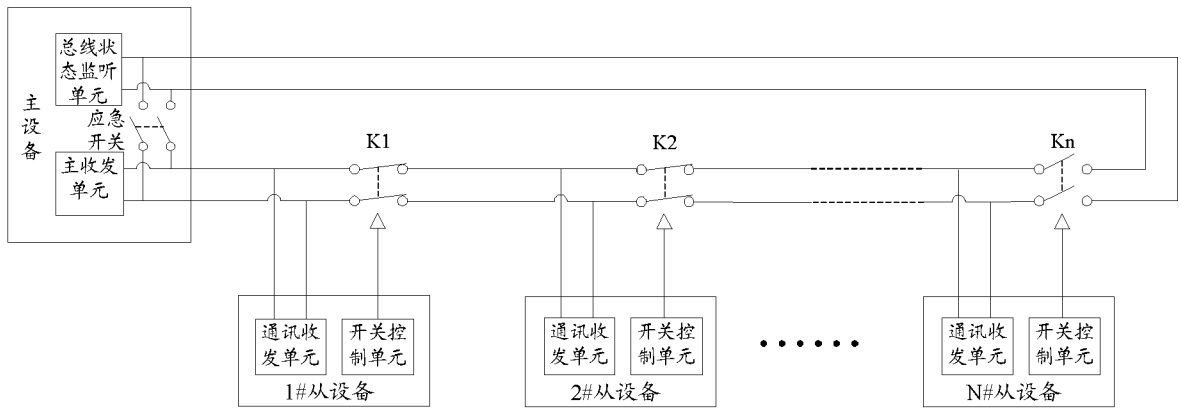 总线状
态监听
单元
主设备
应急
开关
主收发
单元
K1
K2
Kn
通讯收
发单元
开关控
制单元
1#从设备
通讯收
发单元
开关控
制单元
2#从设备
通讯收
发单元
开关控
制单元
N#从设备